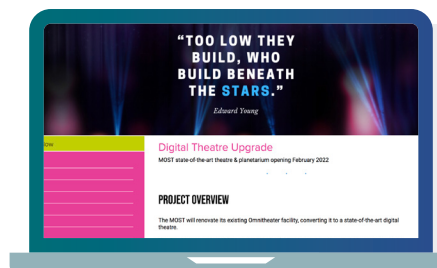 “TOO LOW THEY
BUILD, WHO
BUILD BENEATH
THE STARS.”
Edward Young
Digital Theatre Upgrade
MOST state-of-the-art theatre & planetarium opening February 2022
PROJECT OVERVIEW
The MOST will renovate its existing Omnitheater facility, converting it to a state-of-the-art digital
theatre.